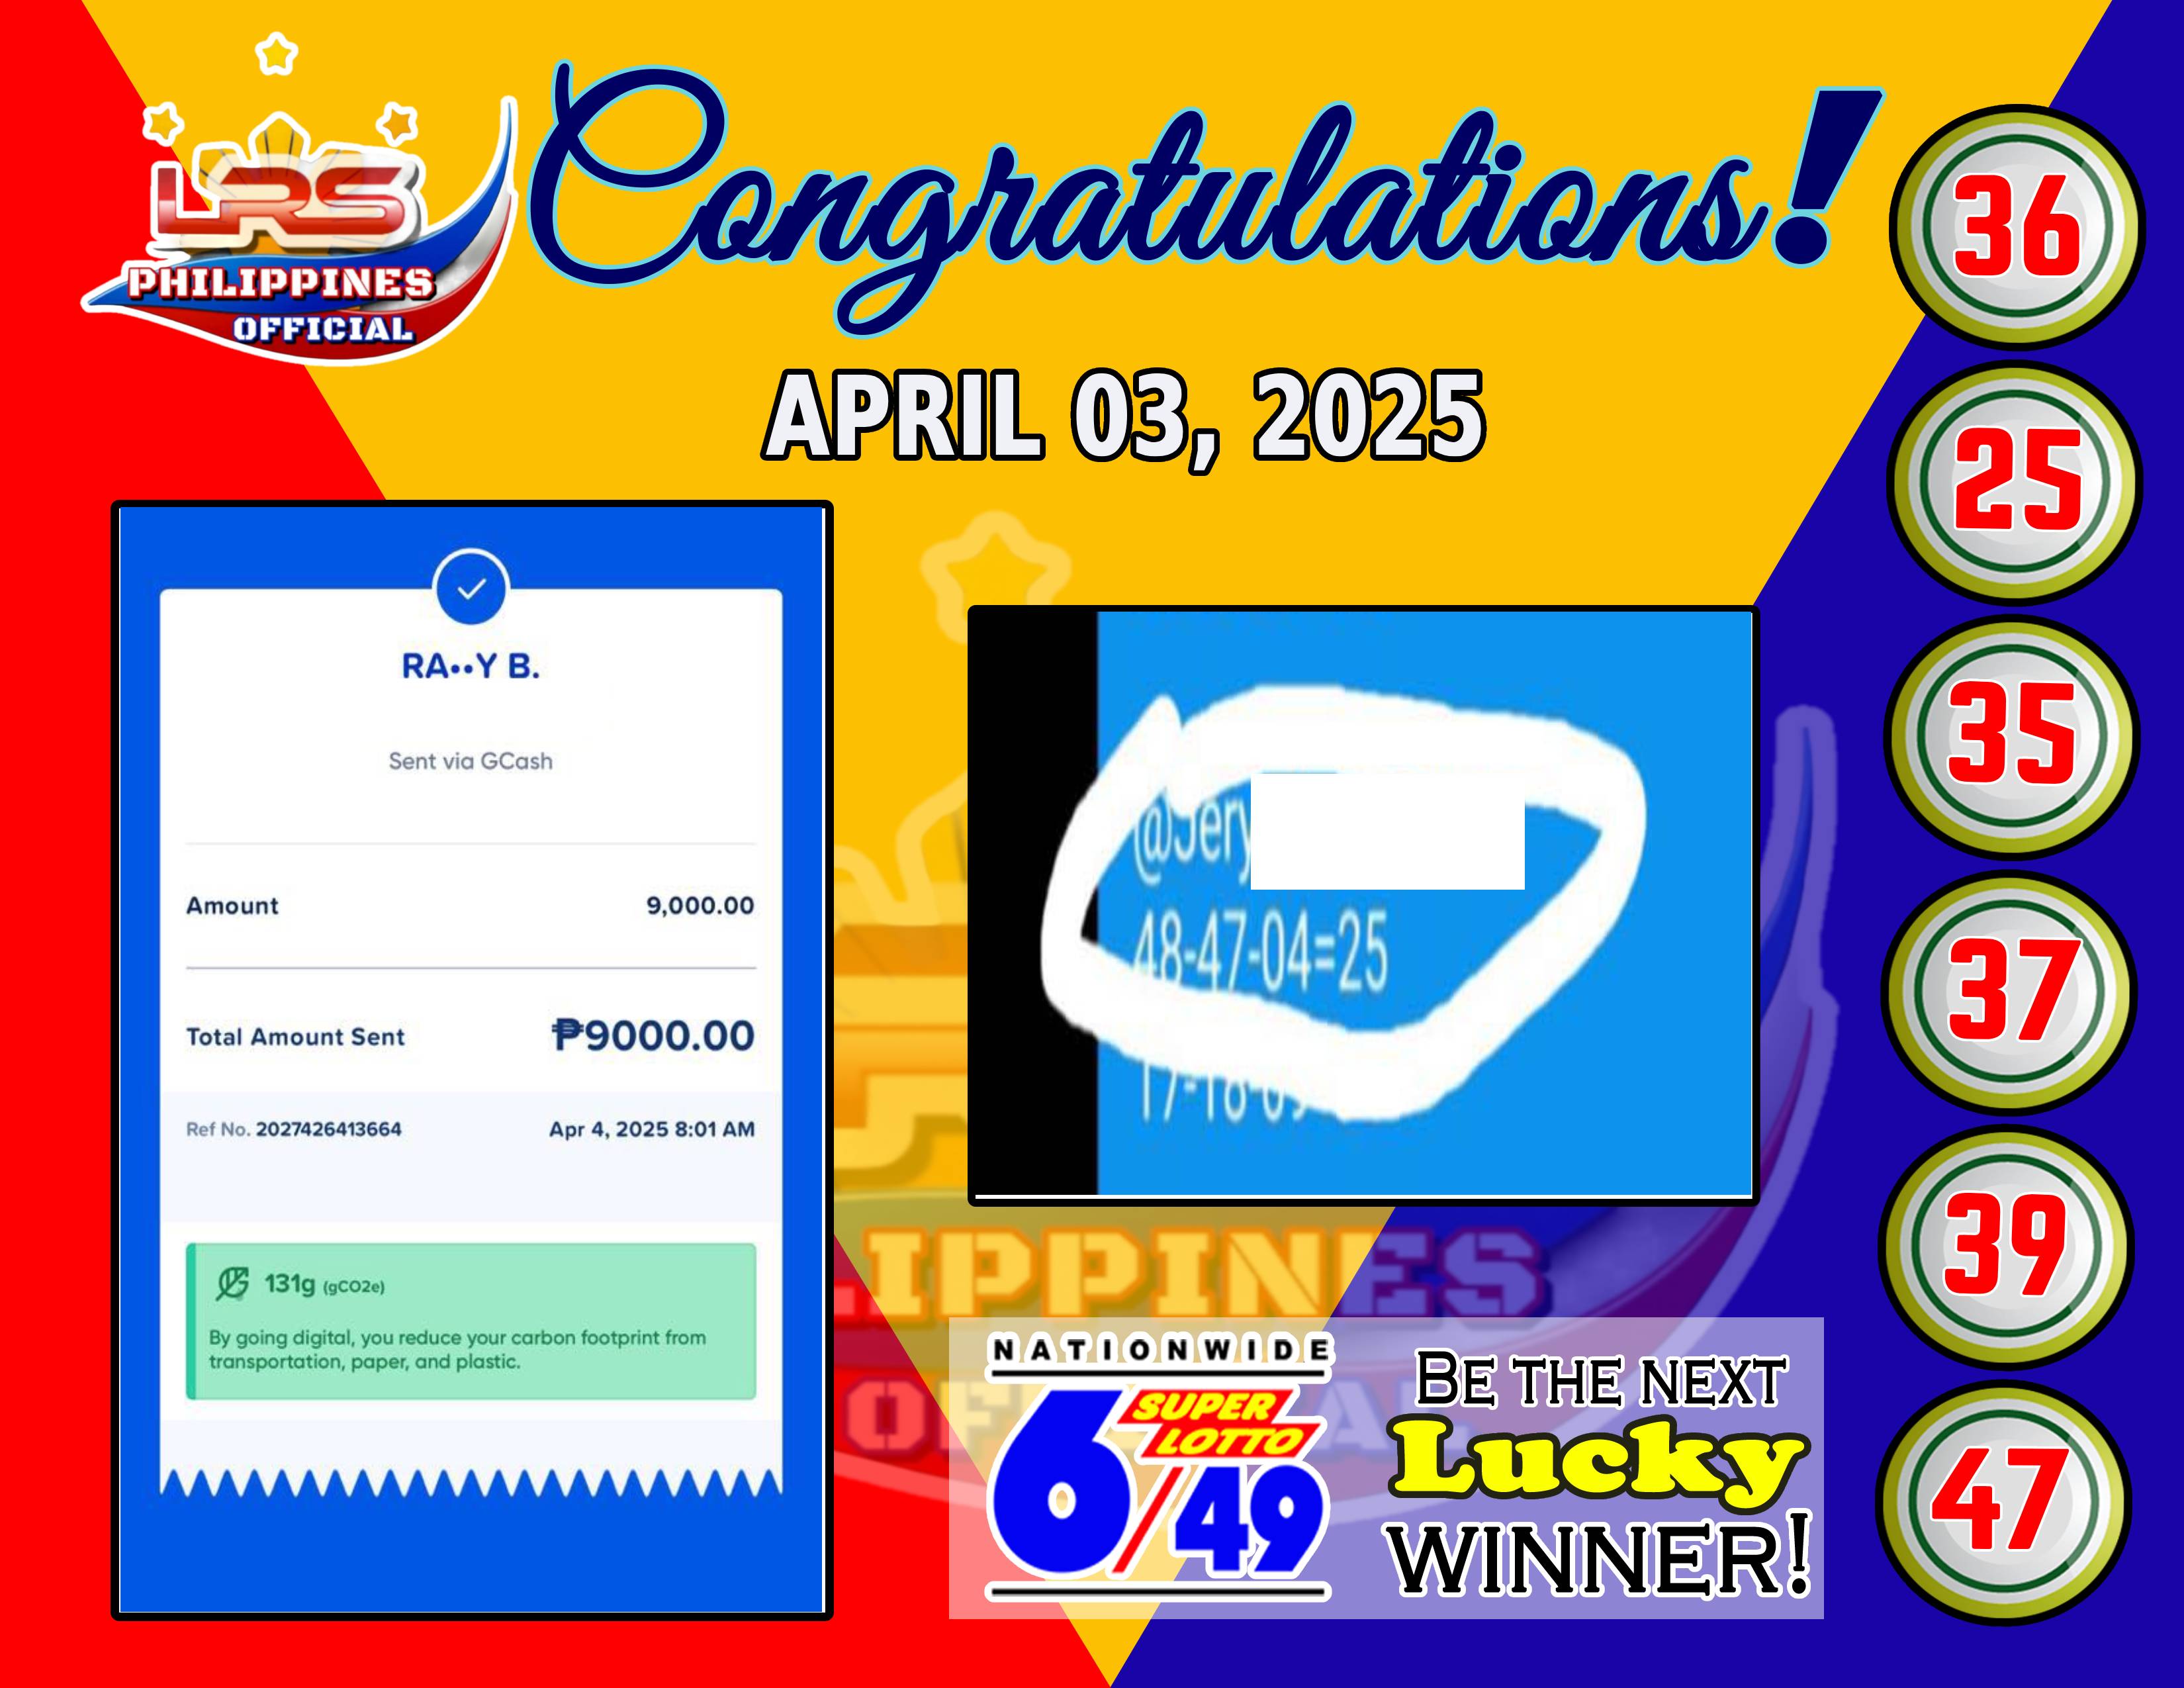 LRS
PHILIPPINES
OFFICIAL
Congratulations!
APRIL 03, 2025
RA••Y B.
Sent via GCash
Amount 9,000.00
Total Amount Sent ₱9000.00
Ref No. 2027426413664 Apr 4, 2025 8:01 AM
131g (gCO2e)
By going digital, you reduce your carbon footprint from
transportation, paper, and plastic.
@Jery
48-47-04=25
LIPPINES
NATIONWIDE
SUPER
LOTTO
6/49
BE THE NEXT
Lucky
WINNER!
36
25
35
37
39
47